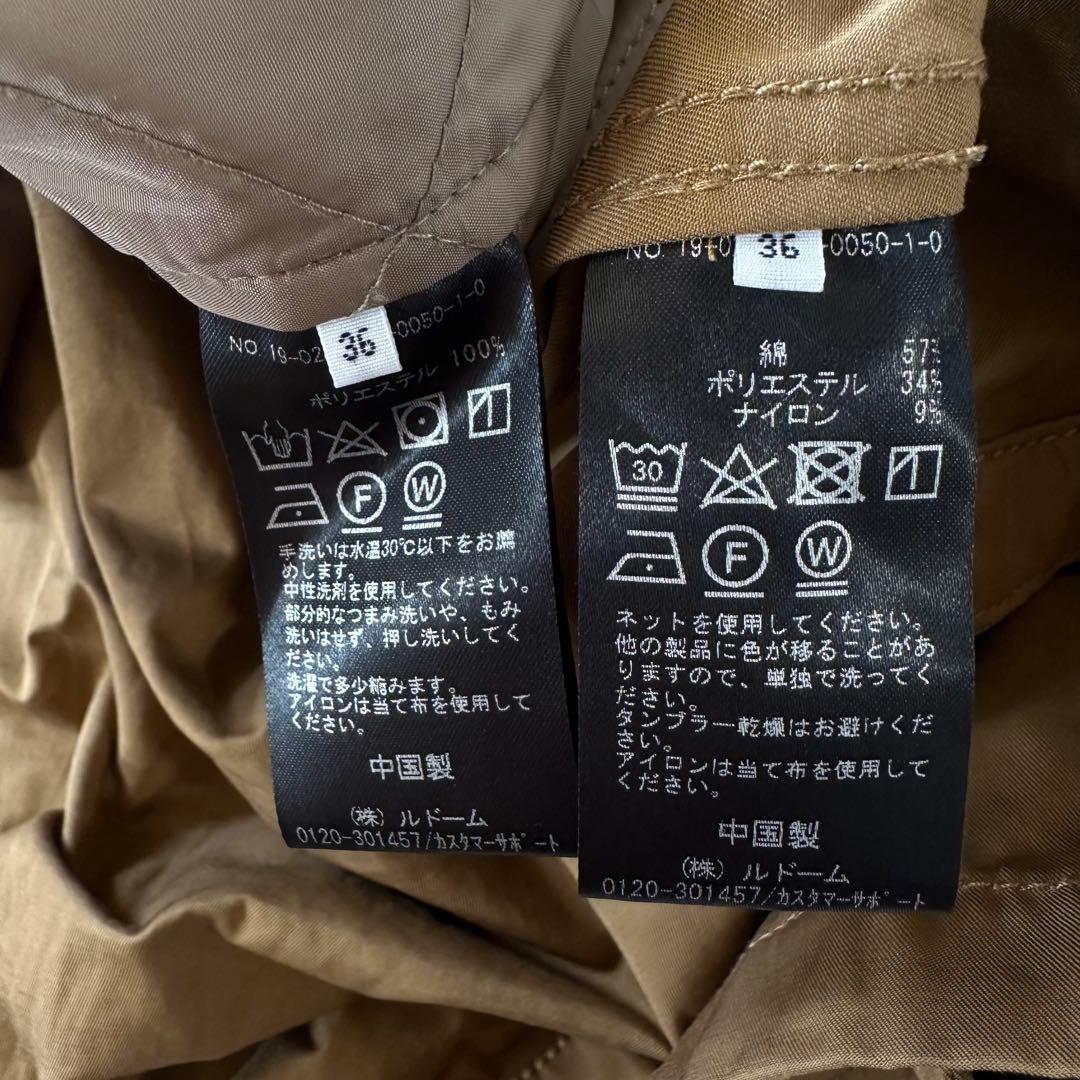 NO 19-02
36
0050-1-0
ポリエステル 100%
F W
手洗いは水温30℃以下をお薦
めします。
中性洗剤を使用してください。
部分的なつまみ洗いや、もみ
洗いはせず、押し洗いしてく
ださい。
洗濯で多少縮みます。
アイロンは当て布を使用して
ください。
中国製
(株) ルドーム
0120-301457/カスタマーサポート
NO. 19-0
36
-0050-1-0
綿 57%
ポリエステル 34%
ナイロン 9%
30
F W
ネットを使用してください。
他の製品に色が移ることがあ
りますので、単独で洗ってく
ださい。
タンブラー乾燥はお避けくだ
さい。
アイロンは当て布を使用して
ください。
中国製
(株) ルドーム
0120-301457/カスタマーサポート